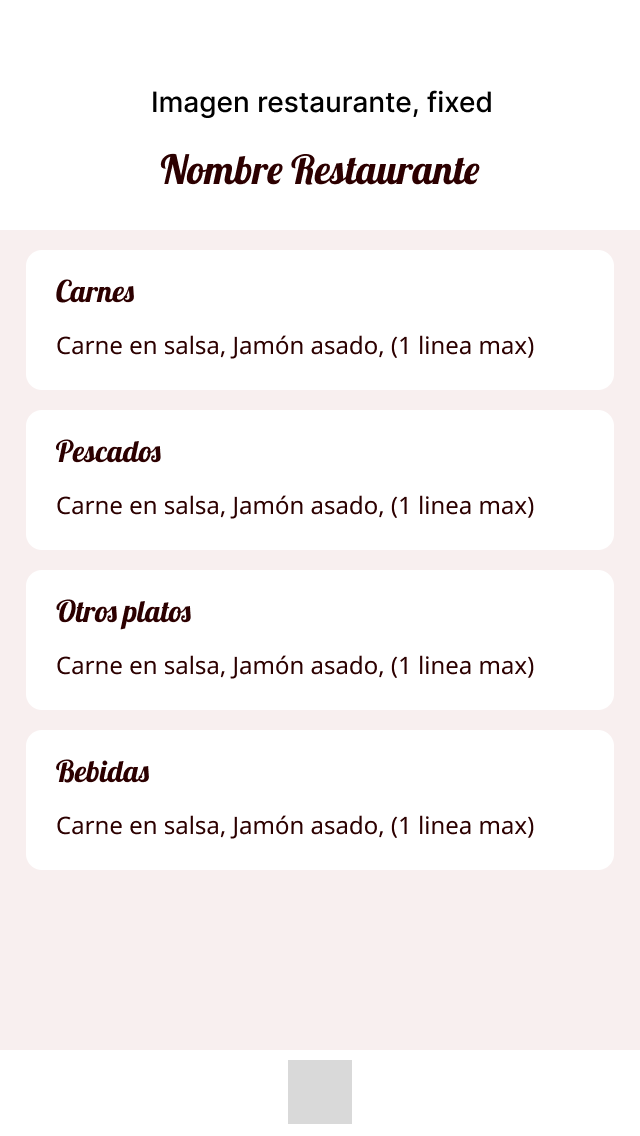 Imagen restaurante, fixed
Nombre Restaurante
Carnes
Carne en salsa, Jamón asado, (1 linea max)
Pescados
Carne en salsa, Jamón asado, (1 linea max)
Otros platos
Carne en salsa, Jamón asado, (1 linea max)
Bebidas
Carne en salsa, Jamón asado, (1 linea max)